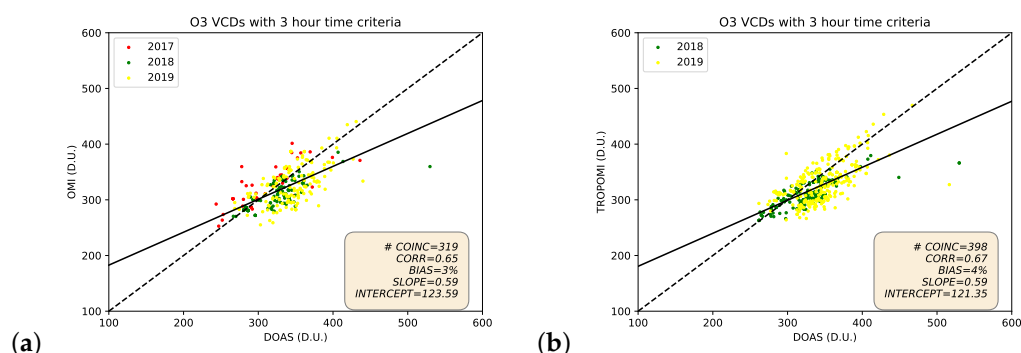 O3 VCDs with 3 hour time criteria
600
500
400
300
200
100
OMI (D.U.)
2017
2018
2019
# COINC=319
CORR=0.65
BIAS=3%
SLOPE=0.59
INTERCEPT=123.59
100 200 300 400 500 600
DOAS (D.U.)
(a)
O3 VCDs with 3 hour time criteria
600
500
400
300
200
100
TROPOMI (D.U.)
2018
2019
# COINC=398
CORR=0.67
BIAS=4%
SLOPE=0.59
INTERCEPT=121.35
100 200 300 400 500 600
DOAS (D.U.)
(b)